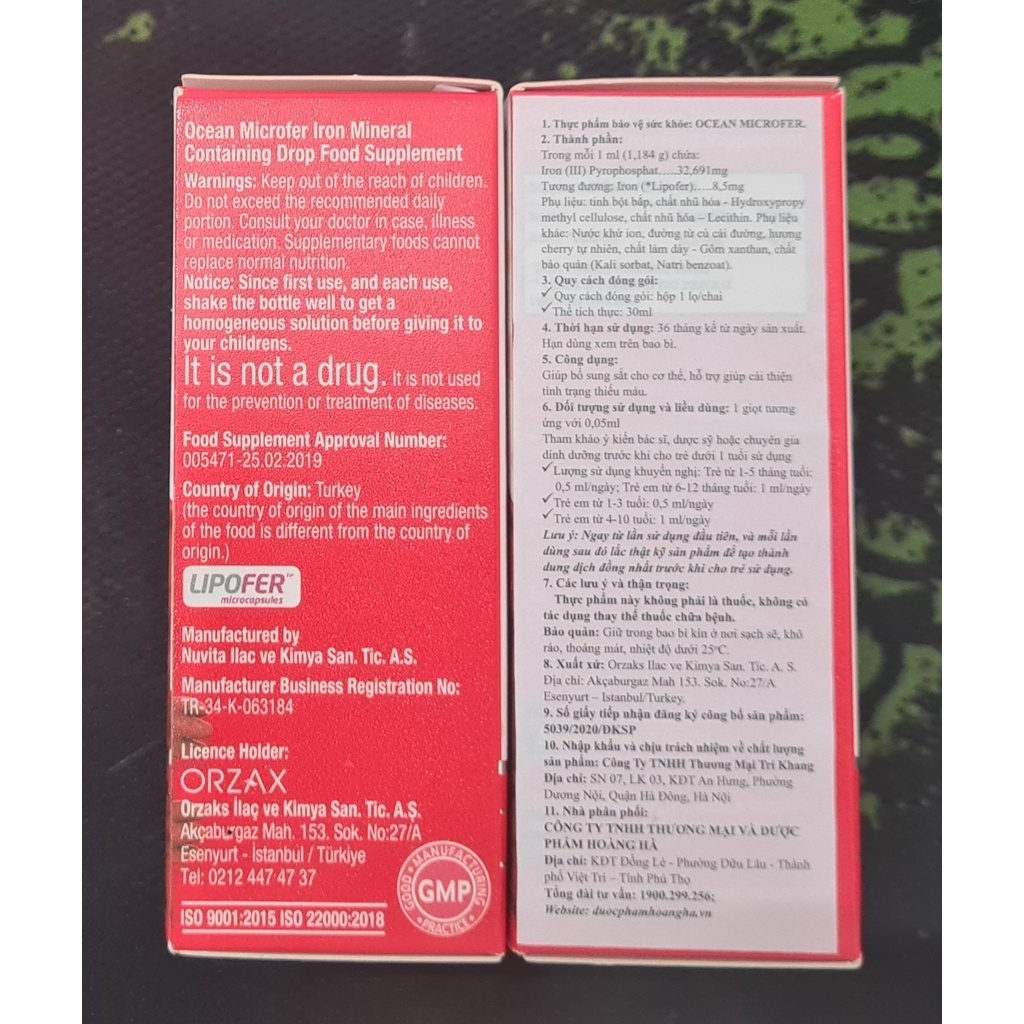 Ocean Microfer Iron Mineral
Containing Drop Food Supplement
Warnings: Keep out of the reach of children.
Do not exceed the recommended daily
portion. Consult your doctor in case, illness
or medication. Supplementary foods cannot
replace normal nutrition.
Notice: Since first use, and each use,
shake the bottle well to get a
homogeneous solution before giving it to
your childrens.
It is not a drug. It is not used
for the prevention or treatment of diseases.
Food Supplement Approval Number:
005471-25.02.2019
Country of Origin: Turkey
(the country of origin of the main ingredients
of the food is different from the country of
origin.)
LIPOFER™
microcapsules
Manufactured by
Nuvita Ilac ve Kimya San. Tic. A.S.
Manufacturer Business Registration No:
TR-34-K-063184
Licence Holder:
ORZAX
Orzaks İlaç ve Kimya San. Tic. A.Ş.
Akçaburgaz Mah. 153. Sok. No:27/A
Esenyurt - İstanbul / Türkiye
Tel: 0212 447 47 37
ISO 9001:2015 ISO 22000:2018
GOOD • MANUFACTURING • PRACTICE •
GMP
1. Thực phẩm bảo vệ sức khỏe: OCEAN MICROFER.
2. Thành phần:
Trong mỗi 1 ml (1,184 g) chứa:
Iron (III) Pyrophosphat.....32,691mg
Tương đương: Iron (*Lipofer).....8,5mg
Phụ liệu: tinh bột bắp, chất nhũ hóa - Hydroxypropy
methyl cellulose, chất nhũ hóa – Lecithin. Phụ liệu
khác: Nước khử ion, đường từ củ cải đường, hương
cherry tự nhiên, chất làm dày - Gôm xanthan, chất
bảo quản (Kali sorbat, Natri benzoat).
3. Quy cách đóng gói:
✓ Quy cách đóng gói: hộp 1 lọ/chai
✓ Thể tích thực: 30ml
4. Thời hạn sử dụng: 36 tháng kể từ ngày sản xuất.
Hạn dùng xem trên bao bì.
5. Công dụng:
Giúp bổ sung sắt cho cơ thể, hỗ trợ giúp cải thiện
tình trạng thiếu máu.
6. Đối tượng sử dụng và liều dùng: 1 giọt tương
ứng với 0,05ml
Tham khảo ý kiến bác sĩ, dược sỹ hoặc chuyên gia
dinh dưỡng trước khi cho trẻ dưới 1 tuổi sử dụng
✓ Lượng sử dụng khuyến nghị: Trẻ từ 1-5 tháng tuổi:
0,5 ml/ngày; Trẻ em từ 6-12 tháng tuổi: 1 ml/ngày
✓ Trẻ em từ 1-3 tuổi: 0,5 ml/ngày
✓ Trẻ em từ 4-10 tuổi: 1 ml/ngày
Lưu ý: Ngay từ lần sử dụng đầu tiên, và mỗi lần
dùng sau đó lắc thật kỹ sản phẩm để tạo thành
dung dịch đồng nhất trước khi cho trẻ sử dụng.
7. Các lưu ý và thận trọng:
Thực phẩm này không phải là thuốc, không có
tác dụng thay thế thuốc chữa bệnh.
Bảo quản: Giữ trong bao bì kín ở nơi sạch sẽ, khô
ráo, thoáng mát, nhiệt độ dưới 25°C.
8. Xuất xứ: Orzaks Ilac ve Kimya San. Tic. A. S.
Địa chỉ: Akçaburgaz Mah 153. Sok. No:27/A
Esenyurt – Istanbul/Turkey.
9. Số giấy tiếp nhận đăng ký công bố sản phẩm:
5039/2020/ĐKSP
10. Nhập khẩu và chịu trách nhiệm về chất lượng
sản phẩm: Công Ty TNHH Thương Mại Trí Khang
Địa chỉ: SN 07, LK 03, KĐT An Hưng, Phường
Dương Nội, Quận Hà Đông, Hà Nội
11. Nhà phân phối:
CÔNG TY TNHH THƯƠNG MẠI VÀ DƯỢC
PHẨM HOÀNG HÀ
Địa chỉ: KĐT Đồng Lè - Phường Dữu Lâu - Thành
phố Việt Trì – Tỉnh Phú Thọ
Tổng đài tư vấn: 1900.299.256;
Website: duocphamhoangha.vn